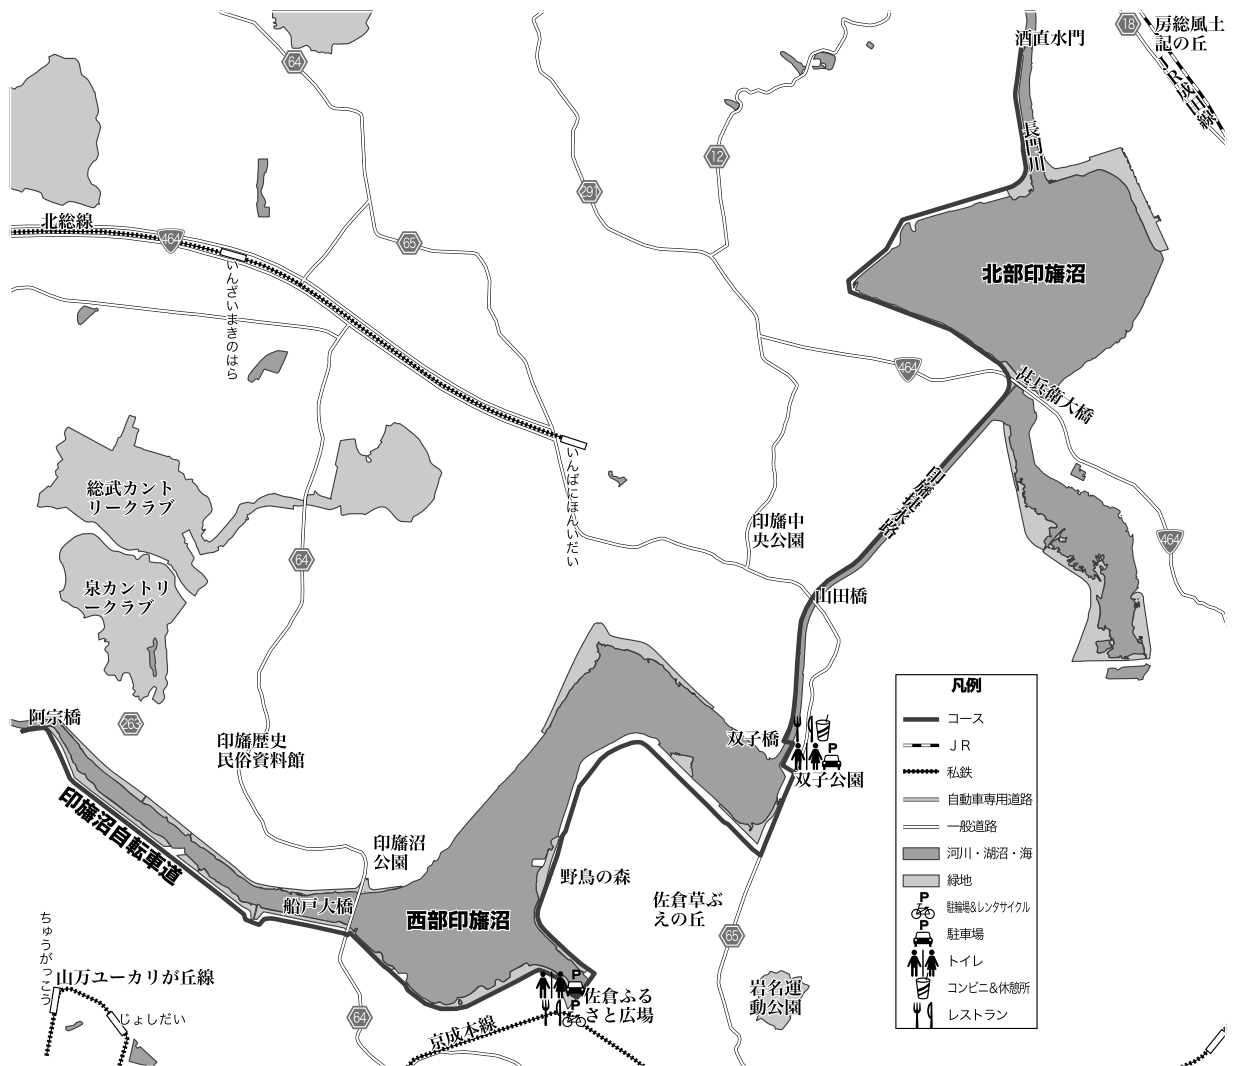 64
酒直水門
18
房総風土
記の丘
JR成田線
長門川
12
291
北総線
464
65
いんざいまきのはら
北部印旛沼
464
甚兵衛大橋
いんばにほんいだい
印旛捷水路
総武カント
リークラブ
印旛中
央公園
464
64
泉カントリ
ークラブ
山田橋
阿宗橋
263
印旛歴史
民俗資料館
双子橋
P
双子公園
印旛沼自転車道
印旛沼
公園
船戸大橋
西部印旛沼
野鳥の森
佐倉草ぶ
えの丘
65
ちゅうがっこう
山万ユーカリが丘線
じょしだい
64
京成本線
P
P
佐倉ふる
さと広場
岩名運
動公園
凡例
コース
JR
私鉄
自動車専用道路
一般道路
河川・湖沼・海
緑地
P
駐輪場&レンタサイクル
P
駐車場
トイレ
コンビニ&休憩所
レストラン